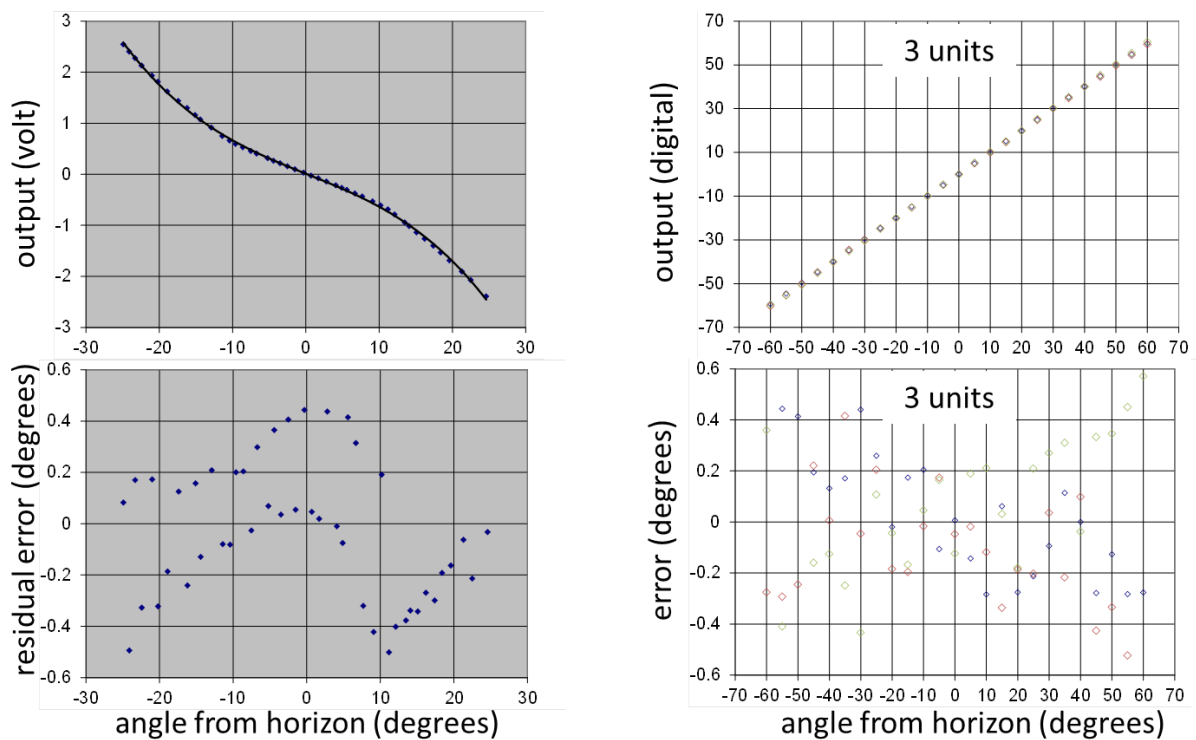 output (volt)
3
2
1
0
-1
-2
-3
-30 -20 -10 0 10 20 30
output (digital)
3 units
70
50
30
10
-10
-30
-50
-70
-70 -60 -50 -40 -30 -20 -10 0 10 20 30 40 50 60 70
residual error (degrees)
0.6
0.4
0.2
0
-0.2
-0.4
-0.6
-30 -20 -10 0 10 20 30
angle from horizon (degrees)
error (degrees)
3 units
0.6
0.4
0.2
0
-0.2
-0.4
-0.6
-70 -60 -50 -40 -30 -20 -10 0 10 20 30 40 50 60 70
angle from horizon (degrees)